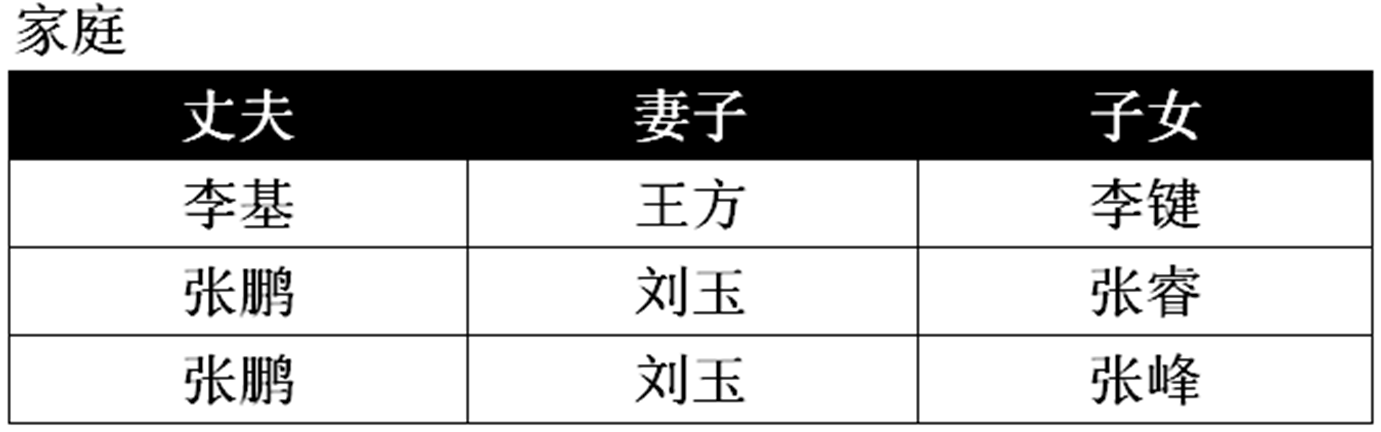 家庭
丈夫 妻子 子女
李基 王方 李键
张鹏 刘玉 张睿
张鹏 刘玉 张峰